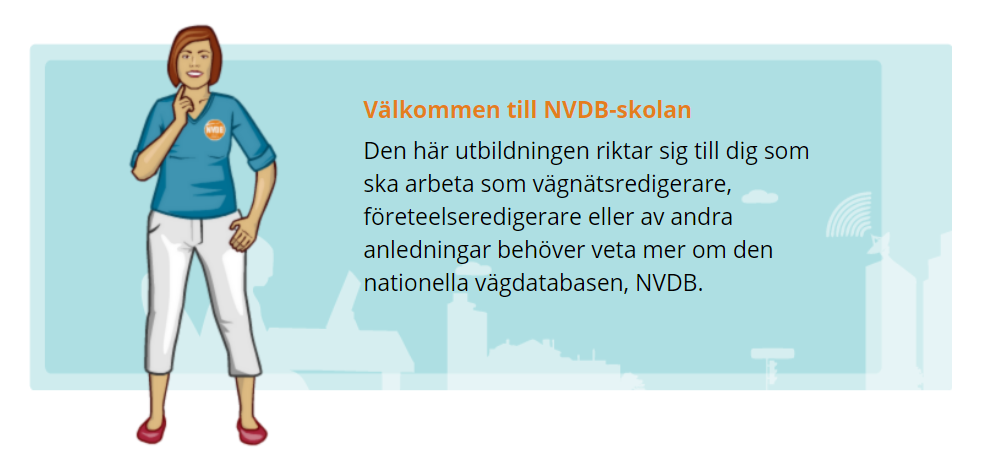 NVDB
Välkommen till NVDB-skolan
Den här utbildningen riktar sig till dig som
ska arbeta som vägnätsredigerare,
företeelseredigerare eller av andra
anledningar behöver veta mer om den
nationella vägdatabasen, NVDB.